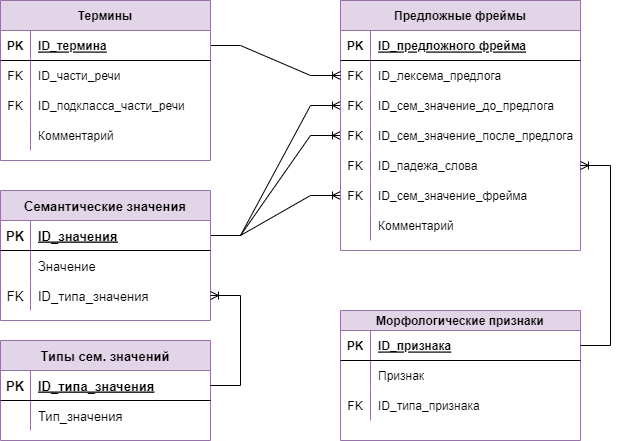 Термины
PK ID_термина
FK ID_части_речи
FK ID_подкласса_части_речи
Комментарий
Предложные фреймы
PK ID_предложного фрейма
FK ID_лексема_предлога
FK ID_сем_значение_до_предлога
FK ID_сем_значение_после_предлога
FK ID_падежа_слова
FK ID_сем_значение_фрейма
Комментарий
Семантические значения
PK ID_значения
Значение
FK ID_типа_значения
Типы сем. значений
PK ID_типа_значения
Тип_значения
Морфологические признаки
PK ID_признака
Признак
FK ID_типа_признака